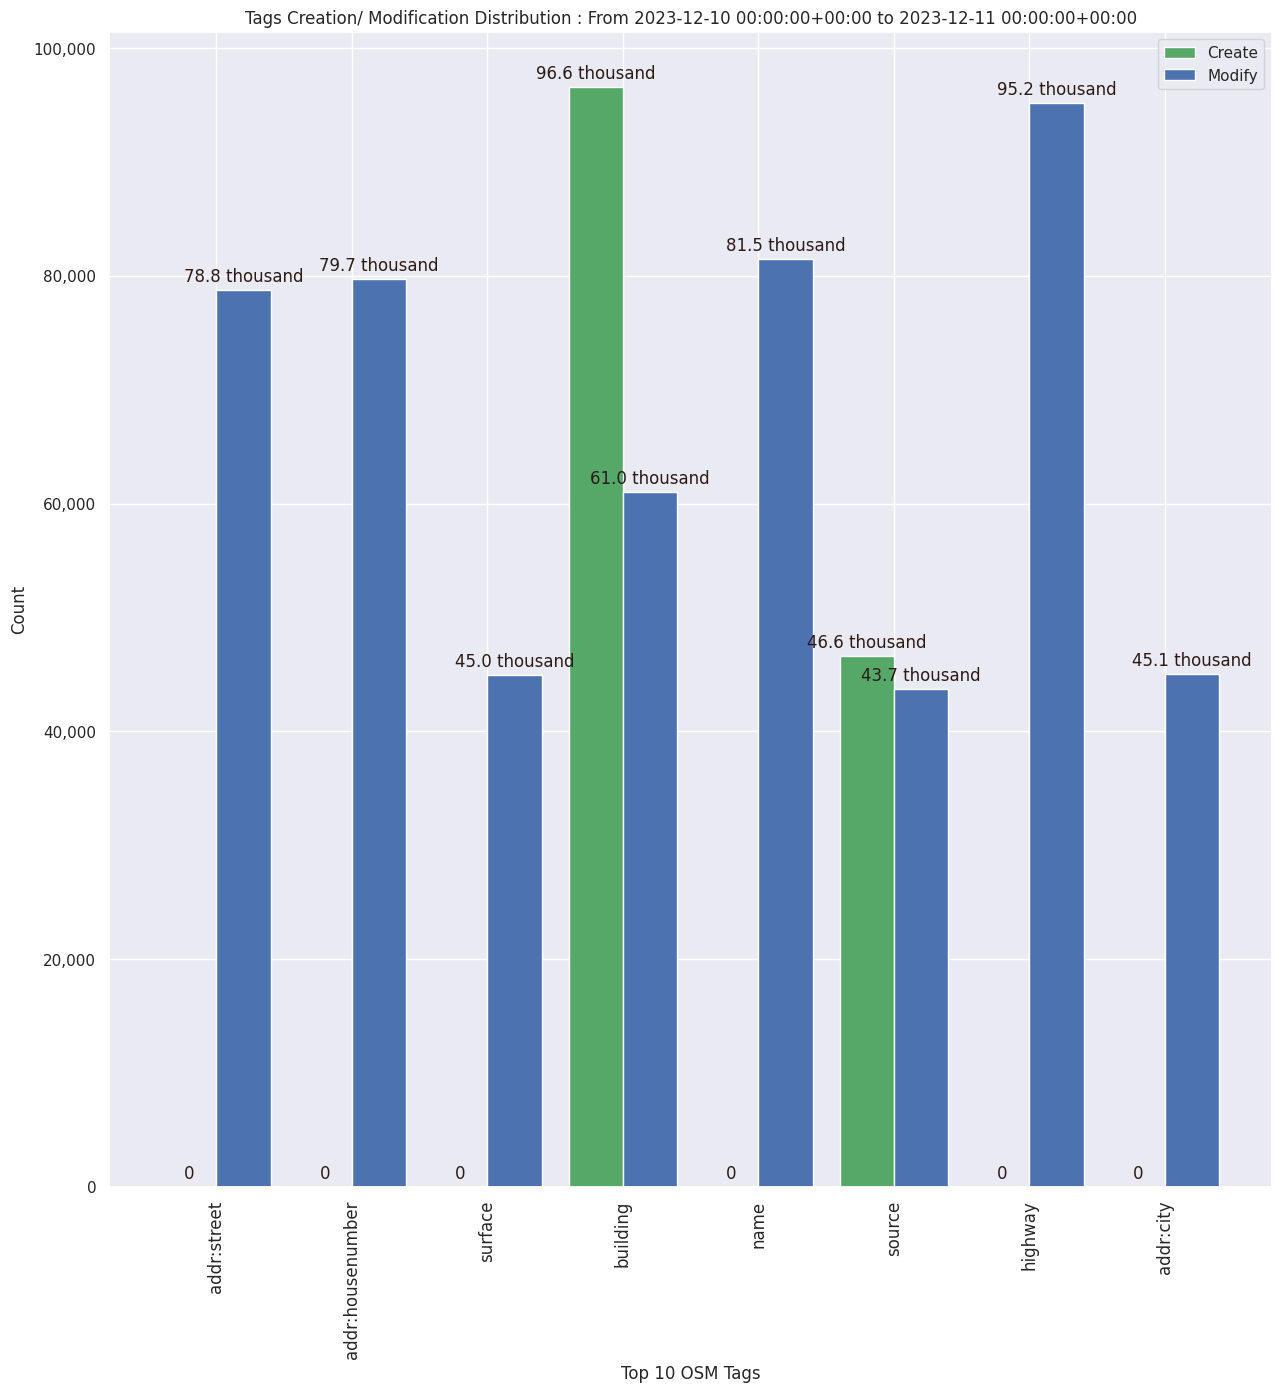 Tags Creation/ Modification Distribution : From 2023-12-10 00:00:00+00:00 to 2023-12-11 00:00:00+00:00
Create
Modify
100,000
80,000
60,000
40,000
20,000
0
Count
96.6 thousand
95.2 thousand
81.5 thousand
79.7 thousand
78.8 thousand
61.0 thousand
46.6 thousand
43.7 thousand
45.0 thousand
45.1 thousand
0
0
0
0
0
0
addr:street
addr:housenumber
surface
building
name
source
highway
addr:city
Top 10 OSM Tags